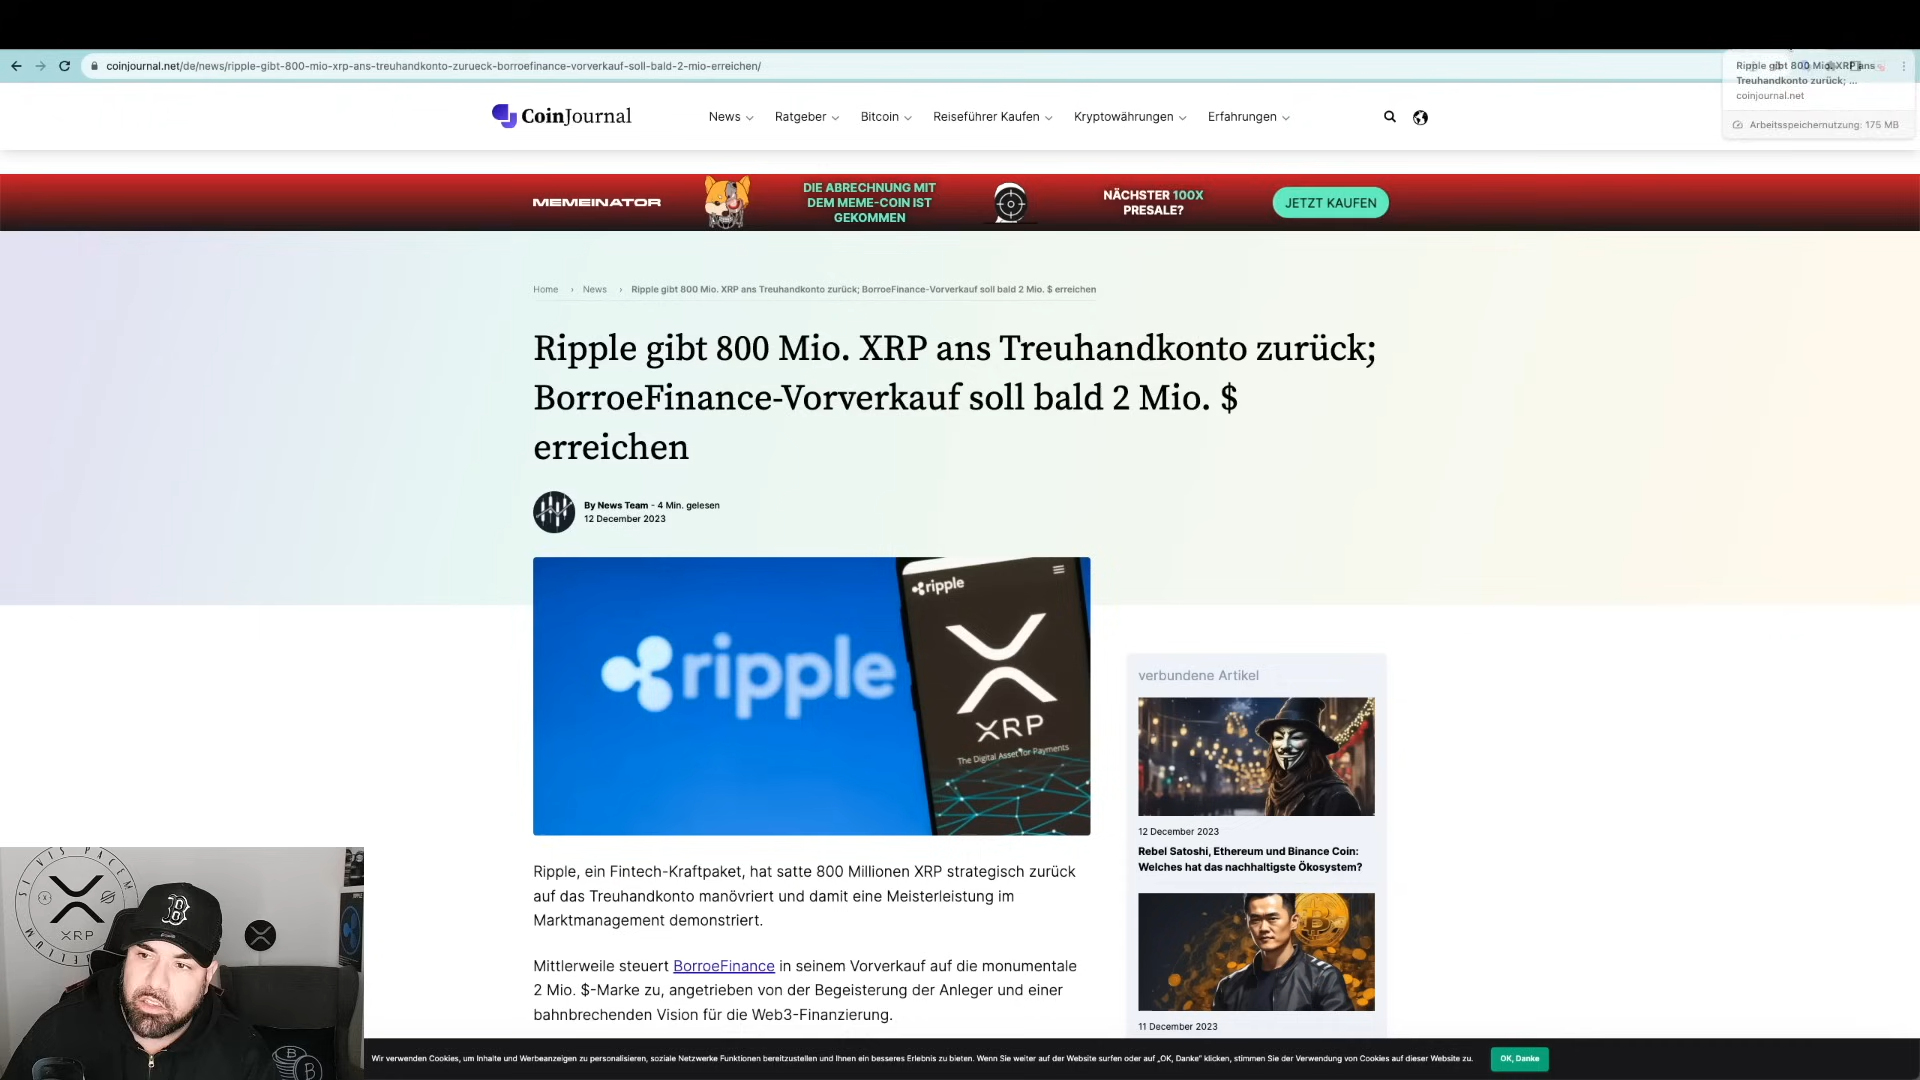 coinjournal.net/de/news/ripple-gibt-800-mio-xrp-ans-treuhandkonto-zurueck-borroefinance-vorverkauf-soll-bald-2-mio-erreichen/
Ripple gibt 800 Mio. XRP ans
Treuhandkonto zurück; ...
coinjournal.net
Arbeitsspeichernutzung: 175 MB
CoinJournal
News
Ratgeber
Bitcoin
Reiseführer Kaufen
Kryptowährungen
Erfahrungen
MEMEINATOR
DIE ABRECHNUNG MIT
DEM MEME-COIN IST
GEKOMMEN
NÄCHSTER 100X
PRESALE?
JETZT KAUFEN
Home › News › Ripple gibt 800 Mio. XRP ans Treuhandkonto zurück; BorroeFinance-Vorverkauf soll bald 2 Mio. $ erreichen
Ripple gibt 800 Mio. XRP ans Treuhandkonto zurück;
BorroeFinance-Vorverkauf soll bald 2 Mio. $
erreichen
By News Team - 4 Min. gelesen
12 December 2023
ripple
ripple
XRP
The Digital Asset for Payments
Ripple, ein Fintech-Kraftpaket, hat satte 800 Millionen XRP strategisch zurück
auf das Treuhandkonto manövriert und damit eine Meisterleistung im
Marktmanagement demonstriert.
Mittlerweile steuert BorroeFinance in seinem Vorverkauf auf die monumentale
2 Mio. $-Marke zu, angetrieben von der Begeisterung der Anleger und einer
bahnbrechenden Vision für die Web3-Finanzierung.
verbundene Artikel
12 December 2023
Rebel Satoshi, Ethereum und Binance Coin:
Welches hat das nachhaltigste Ökosystem?
11 December 2023
SI VIS PACEM
PARA BELLUM
XRP
B
Wir verwenden Cookies, um Inhalte und Werbeanzeigen zu personalisieren, soziale Netzwerke Funktionen bereitzustellen und Ihnen ein besseres Erlebnis zu bieten. Wenn Sie weiter auf der Website surfen oder auf „OK, Danke" klicken, stimmen Sie der Verwendung von Cookies auf dieser Website zu.
OK, Danke